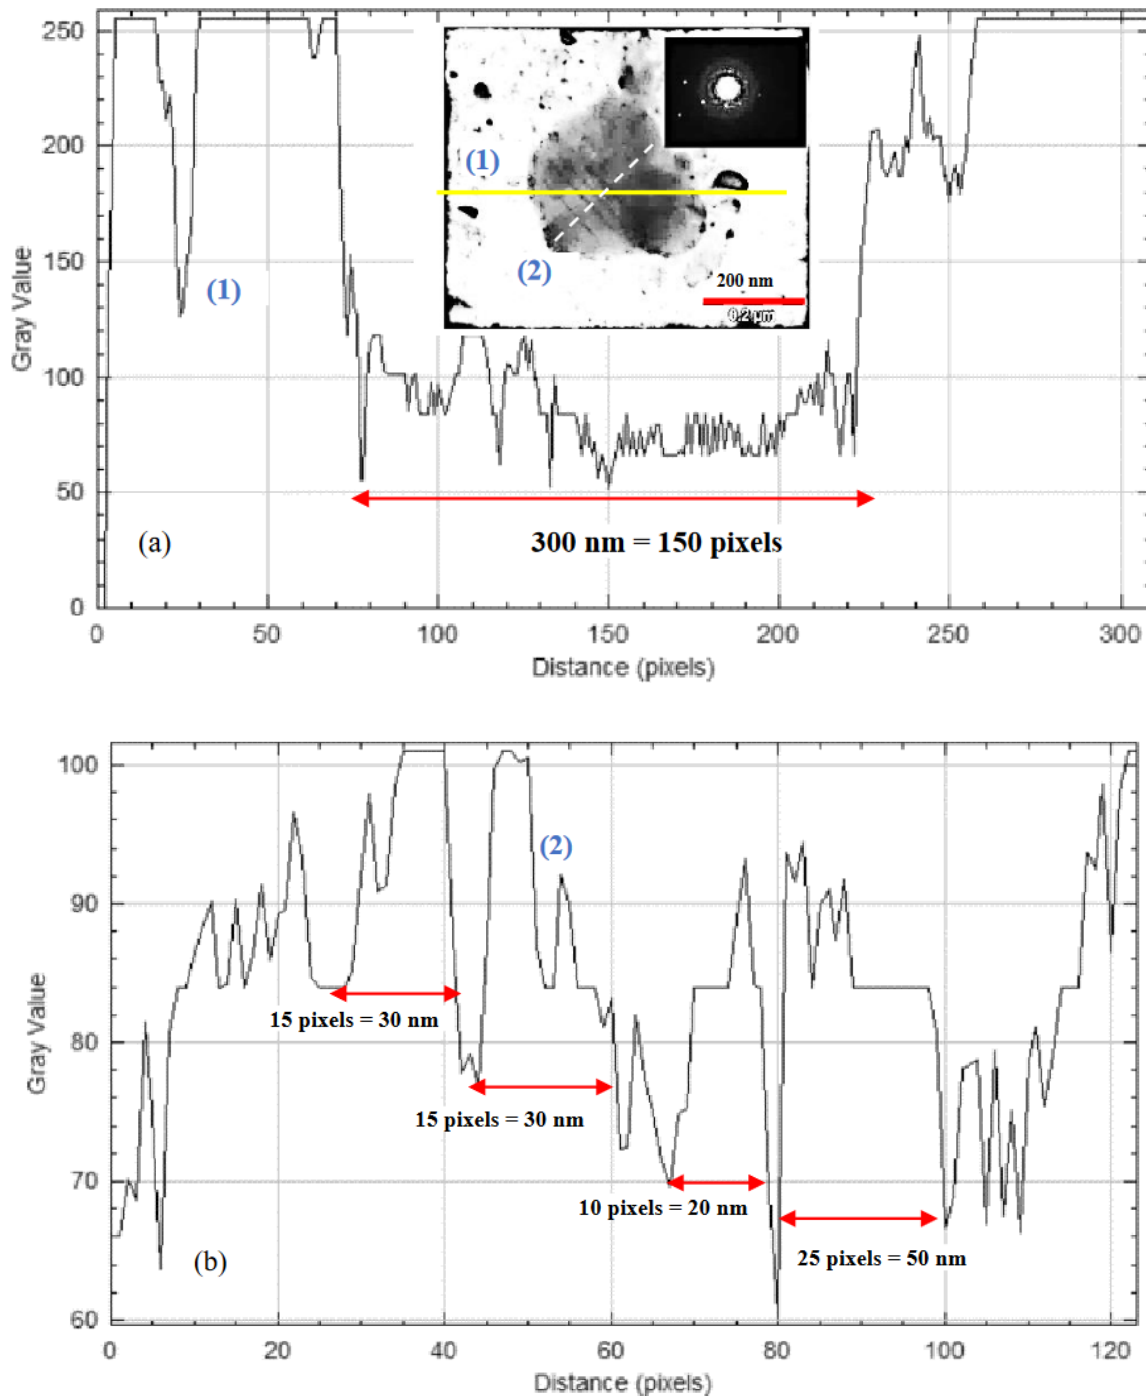 250
200
150
100
50
0
Gray Value
(1)
(1)
(2)
200 nm
0.2 µm
300 nm = 150 pixels
(a)
0 50 100 150 200 250 300
Distance (pixels)
100
90
80
70
60
Gray Value
(2)
15 pixels = 30 nm
15 pixels = 30 nm
10 pixels = 20 nm
25 pixels = 50 nm
(b)
0 20 40 60 80 100 120
Distance (pixels)